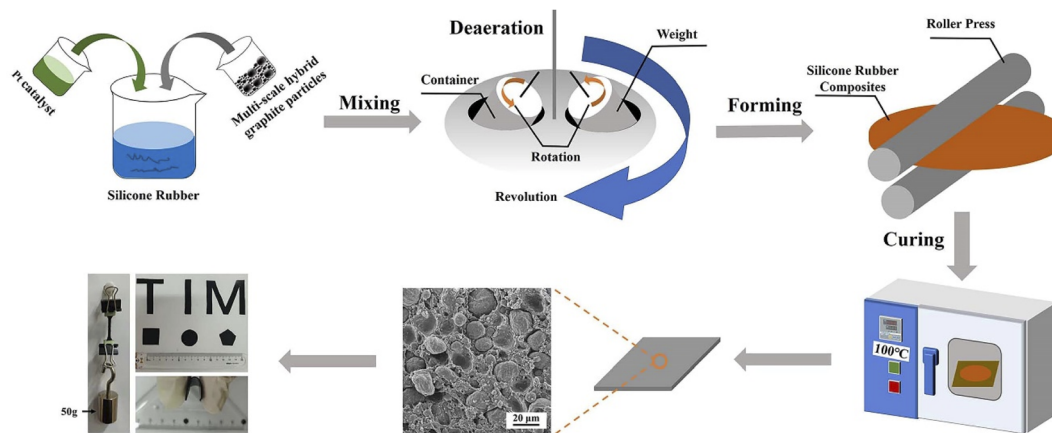 Pt catalyst
Multi-scale hybrid
graphite particles
Silicone Rubber
Mixing
Deaeration
Container
Weight
Rotation
Revolution
Forming
Roller Press
Silicone Rubber
Composites
Curing
100℃
20 μm
TIM
50g